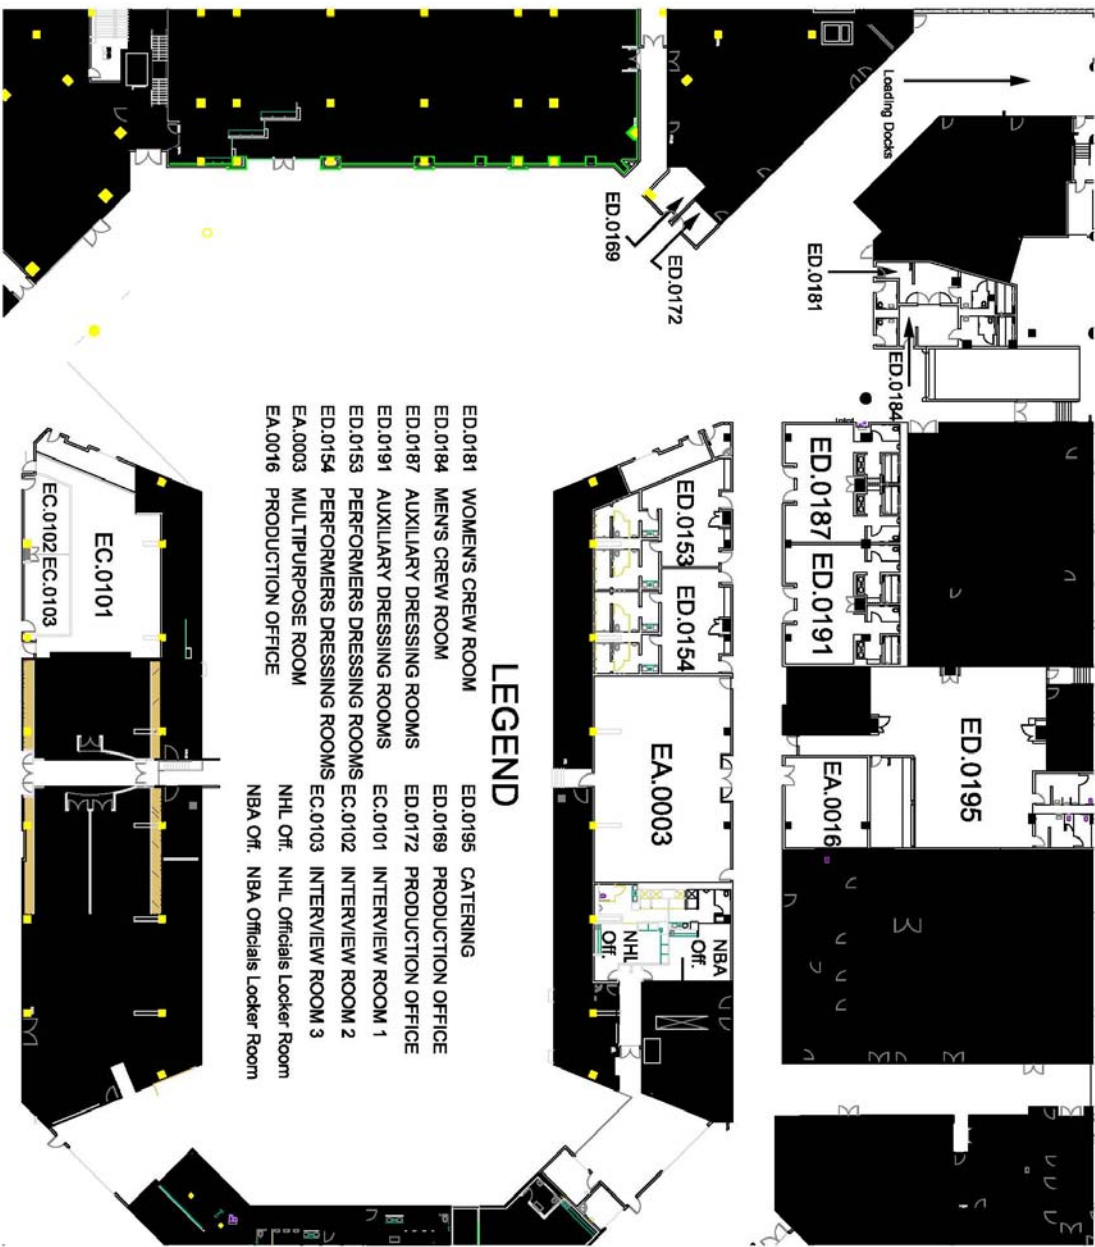 Loading Docks
ED.0169
ED.0172
ED.0181
ED.0184
ED.0187
ED.0191
ED.0195
EA.0016
ED.0153
ED.0154
EA.0003
NBA
Off.
NHL
Off.
EC.0101
EC.0102
EC.0103
LEGEND
ED.0181 WOMEN'S CREW ROOM
ED.0184 MEN'S CREW ROOM
ED.0187 AUXILIARY DRESSING ROOMS
ED.0191 AUXILIARY DRESSING ROOMS
ED.0153 PERFORMERS DRESSING ROOMS
ED.0154 PERFORMERS DRESSING ROOMS
EA.0003 MULTIPURPOSE ROOM
EA.0016 PRODUCTION OFFICE
ED.0195 CATERING
ED.0169 PRODUCTION OFFICE
ED.0172 PRODUCTION OFFICE
EC.0101 INTERVIEW ROOM 1
EC.0102 INTERVIEW ROOM 2
EC.0103 INTERVIEW ROOM 3
NHL Off. NHL Officials Locker Room
NBA Off. NBA Officials Locker Room